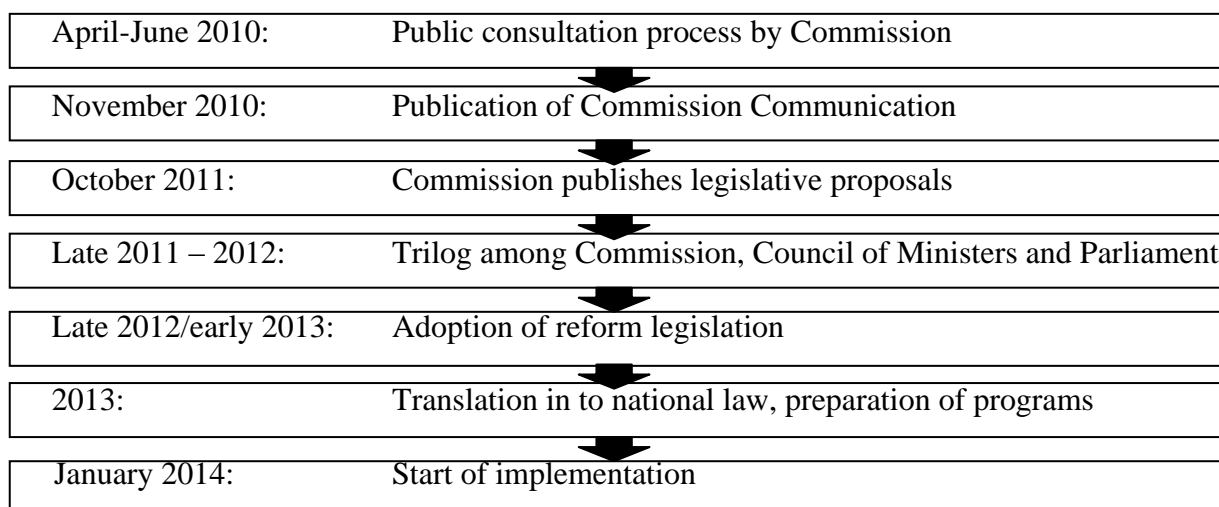 April-June 2010: Public consultation process by Commission
November 2010: Publication of Commission Communication
October 2011: Commission publishes legislative proposals
Late 2011 – 2012: Trilog among Commission, Council of Ministers and Parliament
Late 2012/early 2013: Adoption of reform legislation
2013: Translation in to national law, preparation of programs
January 2014: Start of implementation